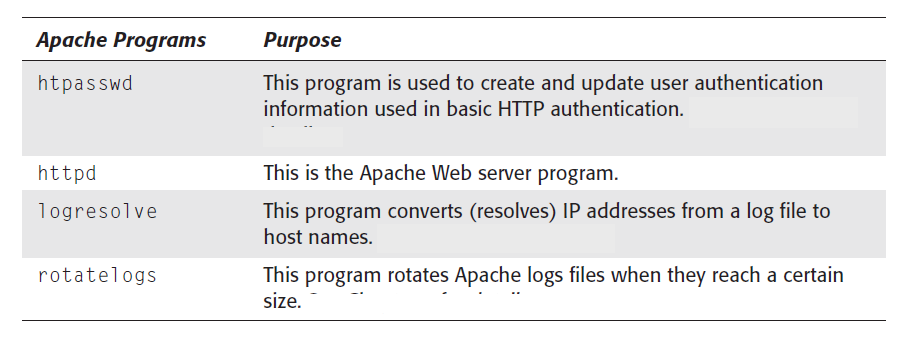 Apache Programs Purpose
htpasswd This program is used to create and update user authentication
information used in basic HTTP authentication.
httpd This is the Apache Web server program.
logresolve This program converts (resolves) IP addresses from a log file to
host names.
rotatelogs This program rotates Apache logs files when they reach a certain
size.